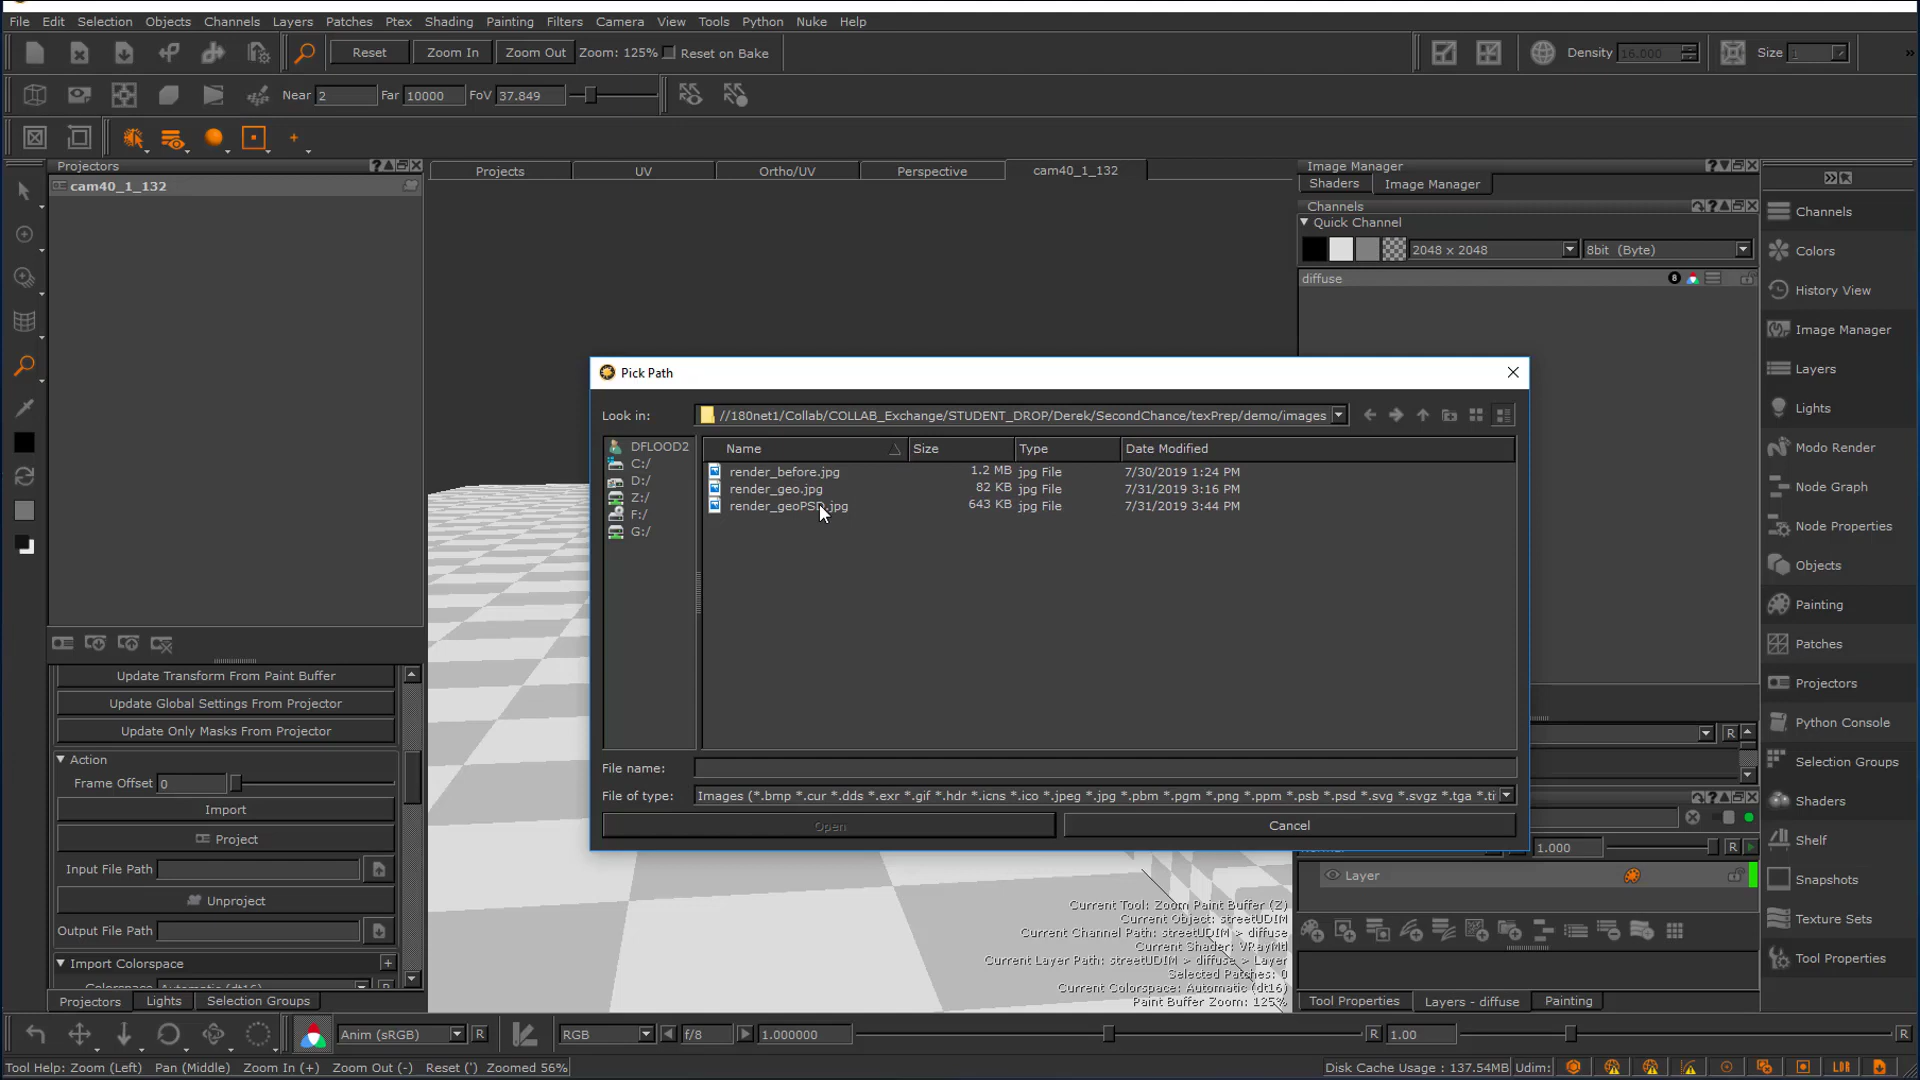 File Edit Selection Objects Channels Layers Patches Ptex Shading Painting Filters Camera View Tools Python Nuke Help
Reset Zoom In Zoom Out Zoom: 125% Reset on Bake Density 16.000 Size 1
Near 2 Far 10000 FoV 37.849
Projectors
cam40_1_132
Projects UV Ortho/UV Perspective cam40_1_132
Image Manager
Shaders Image Manager
Channels
Quick Channel
2048 x 2048 8bit (Byte)
diffuse
Channels
Colors
History View
Image Manager
Layers
Lights
Modo Render
Node Graph
Node Properties
Objects
Painting
Patches
Projectors
Python Console
Selection Groups
Shaders
Shelf
Snapshots
Texture Sets
Tool Properties
Pick Path
Look in: //180net1/Collab/COLLAB_Exchange/STUDENT_DROP/Derek/SecondChance/texPrep/demo/images
DFLOOD2
C:/
D:/
Z:/
F:/
G:/
Name Size Type Date Modified
render_before.jpg 1.2 MB jpg File 7/30/2019 1:24 PM
render_geo.jpg 82 KB jpg File 7/31/2019 3:16 PM
render_geoPSD.jpg 643 KB jpg File 7/31/2019 3:44 PM
File name:
File of type: Images (*.bmp *.cur *.dds *.exr *.gif *.hdr *.icns *.ico *.jpeg *.jpg *.pbm *.pgm *.png *.ppm *.psb *.psd *.svg *.svgz *.tga *.ti
Open Cancel
Update Transform From Paint Buffer
Update Global Settings From Projector
Update Only Masks From Projector
Action
Frame Offset 0
Import
Project
Input File Path
Unproject
Output File Path
Import Colorspace
Colorspace Automatic (dt16) R
Projectors Lights Selection Groups
R
1.000 R
Layer
Current Tool: Zoom Paint Buffer (Z)
Current Object: streetUDIM
Current Channel Path: streetUDIM > diffuse
Current Shader: VRayMtl
Current Layer Path: streetUDIM > diffuse > Layer
Selected Patches: 0
Current Colorspace: Automatic (dt16)
Paint Buffer Zoom: 125%
Tool Properties Layers - diffuse Painting
Anim (sRGB) R RGB f/8 1.000000 R 1.00 R
Tool Help: Zoom (Left) Pan (Middle) Zoom In (+) Zoom Out (-) Reset (') Zoomed 56% Disk Cache Usage : 137.54MB Udim: LDR